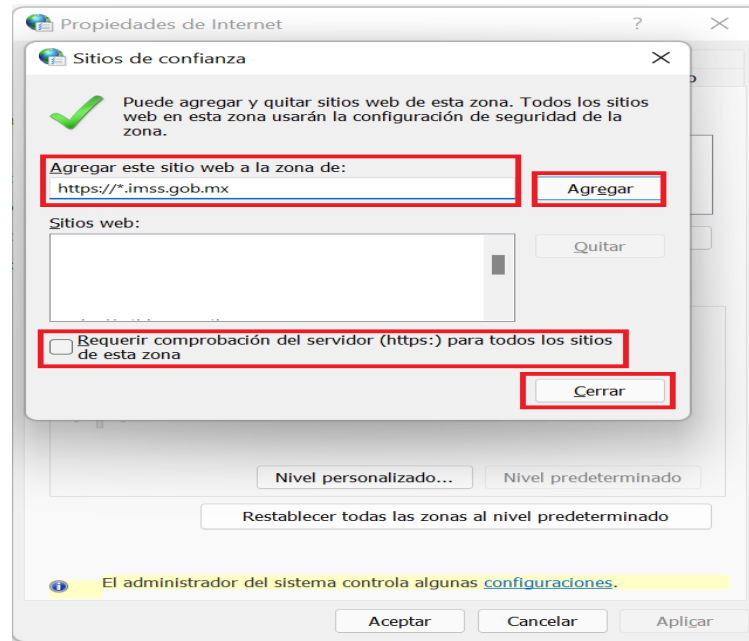 Propiedades de Internet
Sitios de confianza
Puede agregar y quitar sitios web de esta zona. Todos los sitios
web en esta zona usarán la configuración de seguridad de la
zona.
Agregar este sitio web a la zona de:
https://*.imss.gob.mx
Agregar
Sitios web:
Quitar
Requerir comprobación del servidor (https:) para todos los sitios
de esta zona
Cerrar
Nivel personalizado...
Nivel predeterminado
Restablecer todas las zonas al nivel predeterminado
El administrador del sistema controla algunas configuraciones.
Aceptar
Cancelar
Aplicar